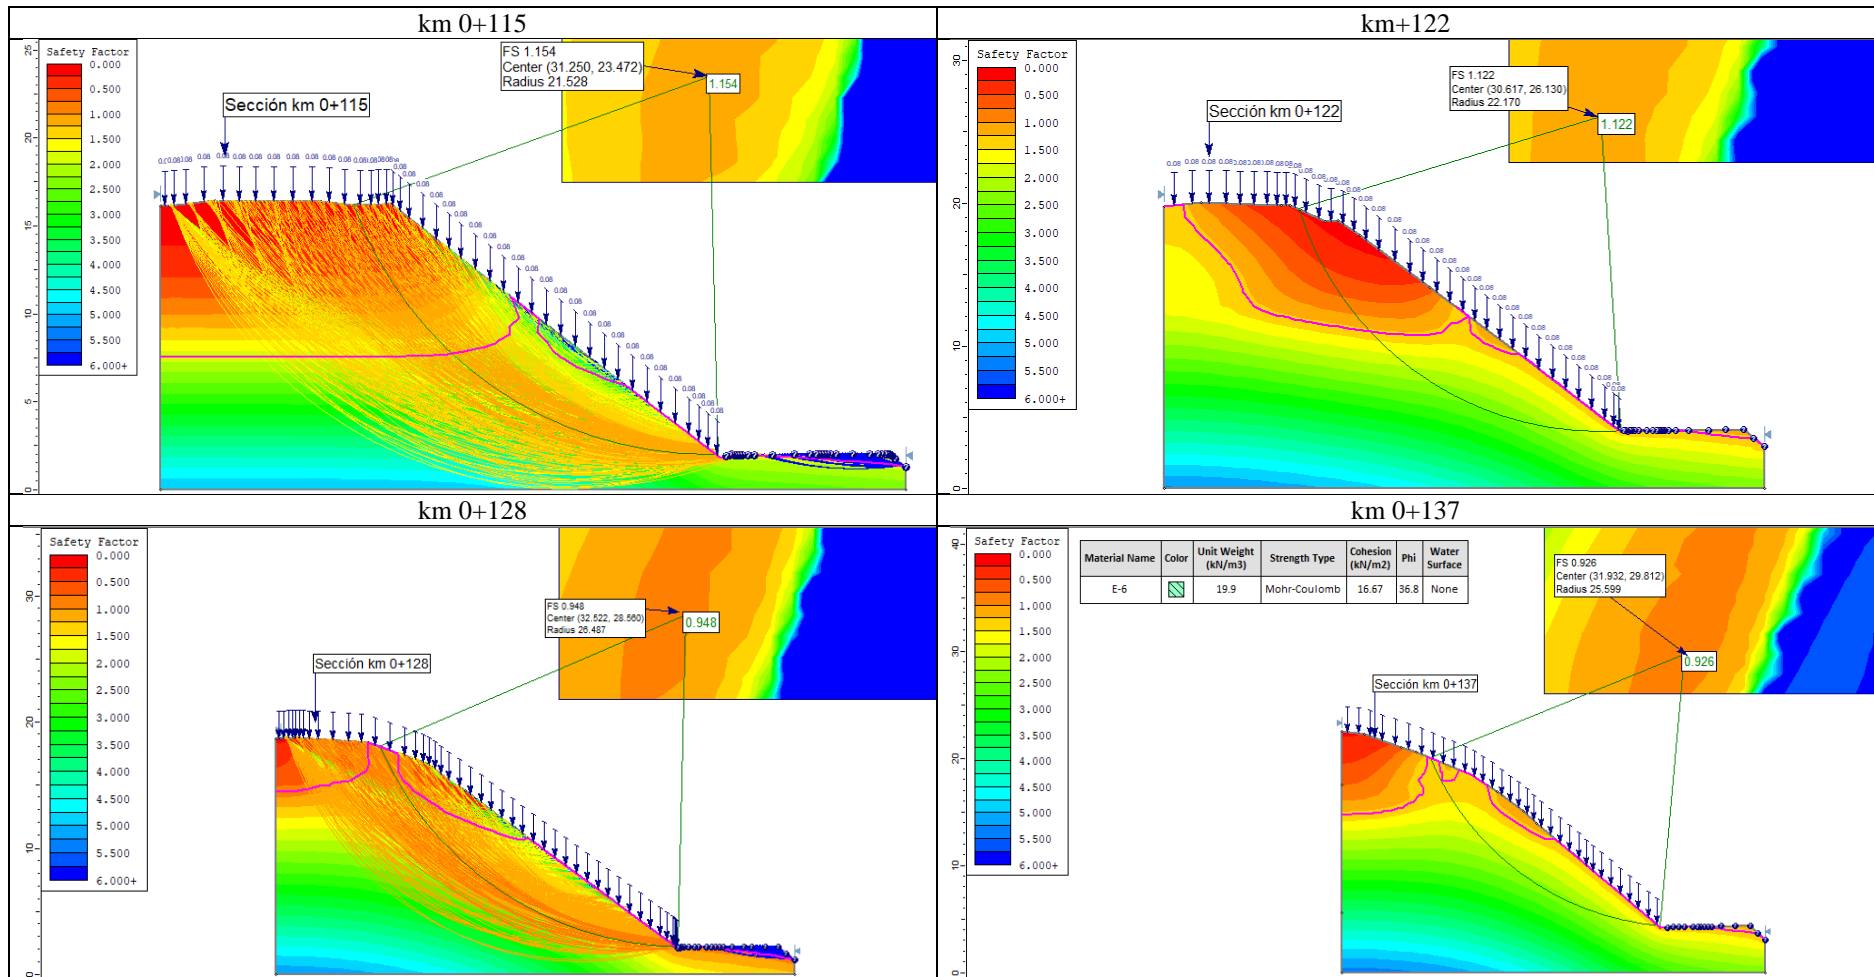 km 0+115
Safety Factor
0.000
0.500
1.000
1.500
2.000
2.500
3.000
3.500
4.000
4.500
5.000
5.500
6.000+
FS 1.154
Center (31.250, 23.472)
Radius 21.528
1.154
Sección km 0+115
km+122
Safety Factor
0.000
0.500
1.000
1.500
2.000
2.500
3.000
3.500
4.000
4.500
5.000
5.500
6.000+
FS 1.122
Center (30.617, 26.130)
Radius 22.170
1.122
Sección km 0+122
km 0+128
Safety Factor
0.000
0.500
1.000
1.500
2.000
2.500
3.000
3.500
4.000
4.500
5.000
5.500
6.000+
FS 0.948
Center (32.522, 28.560)
Radius 26.487
0.948
Sección km 0+128
km 0+137
Safety Factor
0.000
0.500
1.000
1.500
2.000
2.500
3.000
3.500
4.000
4.500
5.000
5.500
6.000+
Material Name Color Unit Weight (kN/m3) Strength Type Cohesion (kN/m2) Phi Water Surface
E-6 19.9 Mohr-Coulomb 16.67 36.8 None
FS 0.926
Center (31.932, 29.812)
Radius 25.599
0.926
Sección km 0+137